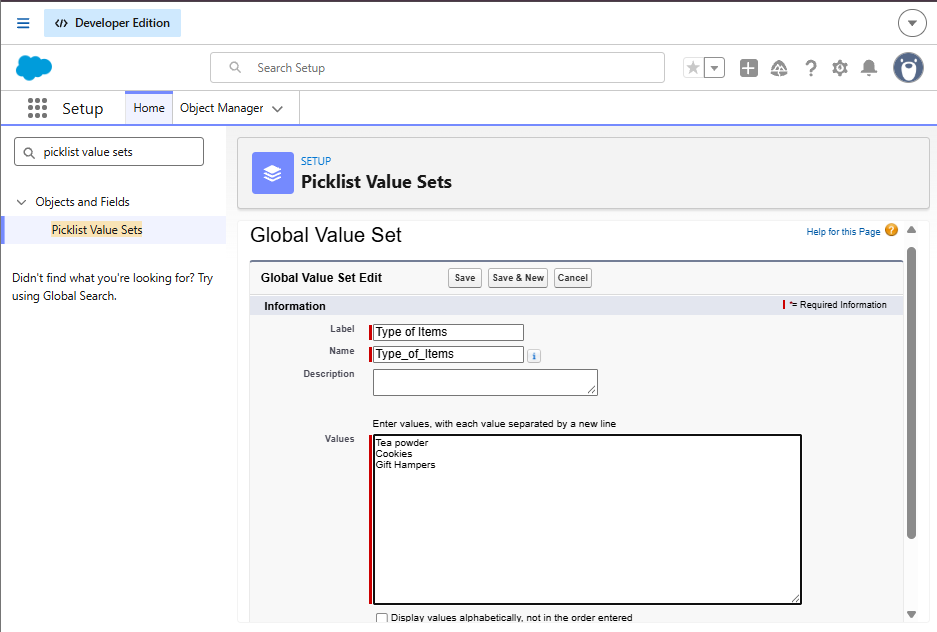 Developer Edition
Search Setup
Setup
Home
Object Manager
picklist value sets
Objects and Fields
Picklist Value Sets
Didn't find what you're looking for? Try
using Global Search.
SETUP
Picklist Value Sets
Global Value Set
Help for this Page
Global Value Set Edit
Save
Save & New
Cancel
Information
= Required Information
Label
Type of Items
Name
Type_of_Items
Description
Enter values, with each value separated by a new line
Values
Tea powder
Cookies
Gift Hampers
Display values alphabetically, not in the order entered